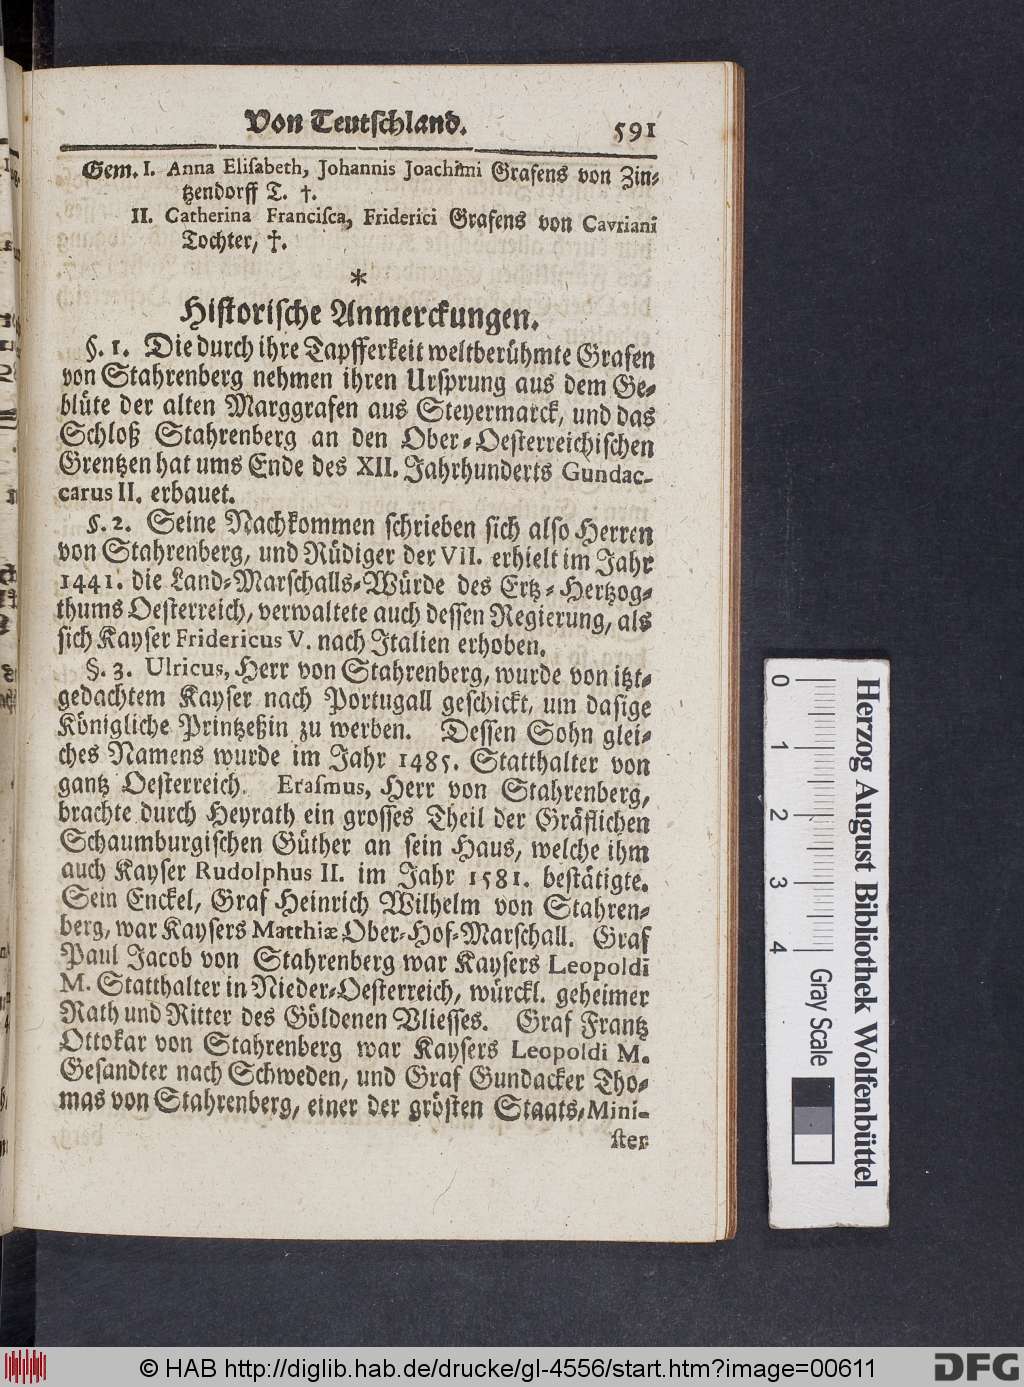 Von Teutschland. 591
Gem. I. Anna Eliſabeth, Johannis Joachimi Grafens von Zin-
tzendorff T. †.
II. Catherina Franciſca, Friderici Grafens von Cavriani
Tochter, †.
*
Hiſtoriſche Anmerckungen.
§. 1. Die durch ihre Tapfferkeit weltberühmte Grafen
von Stahrenberg nehmen ihren Urſprung aus dem Ge-
blüte der alten Marggrafen aus Steyermarck, und das
Schloß Stahrenberg an den Ober-Oeſterreichiſchen
Grentzen hat ums Ende des XII. Jahrhunderts Gundac-
carus II. erbauet.
§. 2. Seine Nachkommen ſchrieben ſich alſo Herren
von Stahrenberg, und Rüdiger der VII. erhielt im Jahr
1441. die Land-Marſchalls-Würde des Ertz-Hertzog-
thums Oeſterreich, verwaltete auch deſſen Regierung, als
ſich Kayſer Fridericus V. nach Italien erhoben.
§. 3. Ulricus, Herr von Stahrenberg, wurde von itzt-
gedachtem Kayſer nach Portugall geſchickt, um daſige
Königliche Printzeßin zu werben. Deſſen Sohn glei-
ches Namens wurde im Jahr 1485. Statthalter von
gantz Oeſterreich. Eraſmus, Herr von Stahrenberg,
brachte durch Heyrath ein groſſes Theil der Gräflichen
Schaumburgiſchen Güther an ſein Haus, welche ihm
auch Kayſer Rudolphus II. im Jahr 1581. beſtätigte.
Sein Enckel, Graf Heinrich Wilhelm von Stahren-
berg, war Kayſers Matthiæ Ober-Hof-Marſchall. Graf
Paul Jacob von Stahrenberg war Kayſers Leopoldi
M. Statthalter in Nieder-Oeſterreich, würckl. geheimer
Rath und Ritter des Göldenen Vlieſſes. Graf Frantz
Ottokar von Stahrenberg war Kayſers Leopoldi M.
Geſandter nach Schweden, und Graf Gundacker Tho-
mas von Stahrenberg, einer der gröſten Staats-Mini-
ſter
0 1 2 3 4 Gray Scale
Herzog August Bibliothek Wolfenbüttel
© HAB http://diglib.hab.de/drucke/gl-4556/start.htm?image=00611
DFG